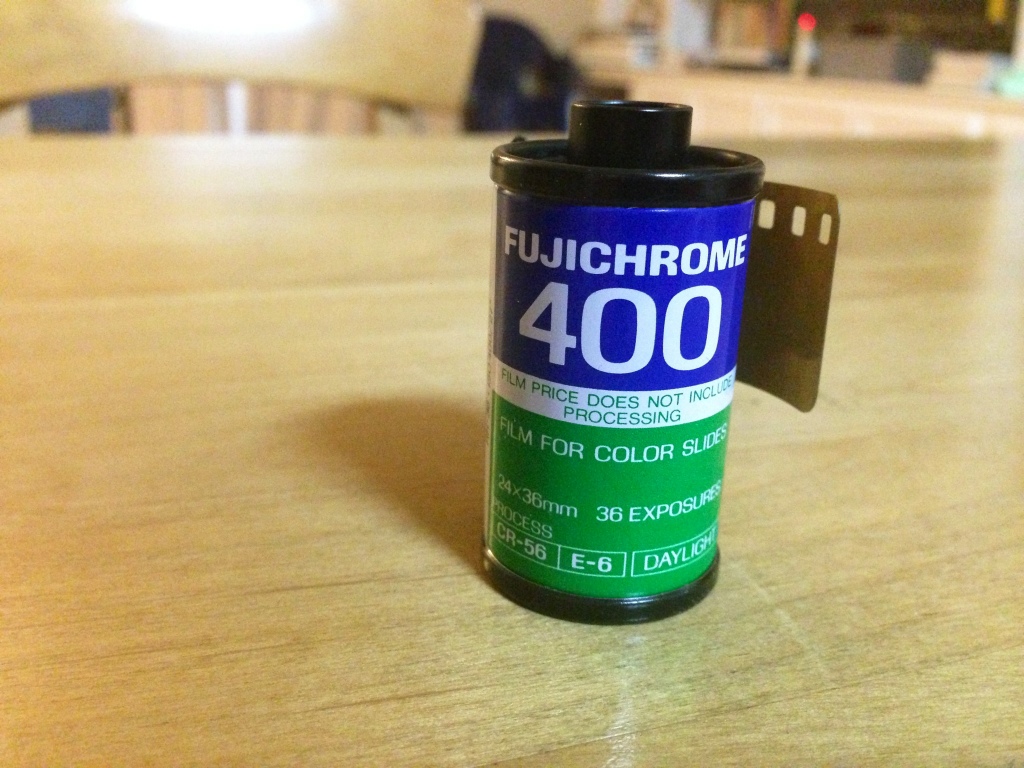 FUJICHROME
400
FILM PRICE DOES NOT INCLUDE
PROCESSING
FILM FOR COLOR SLIDES
24×36mm 36 EXPOSURES
PROCESS
CR-56 E-6 DAYLIGHT